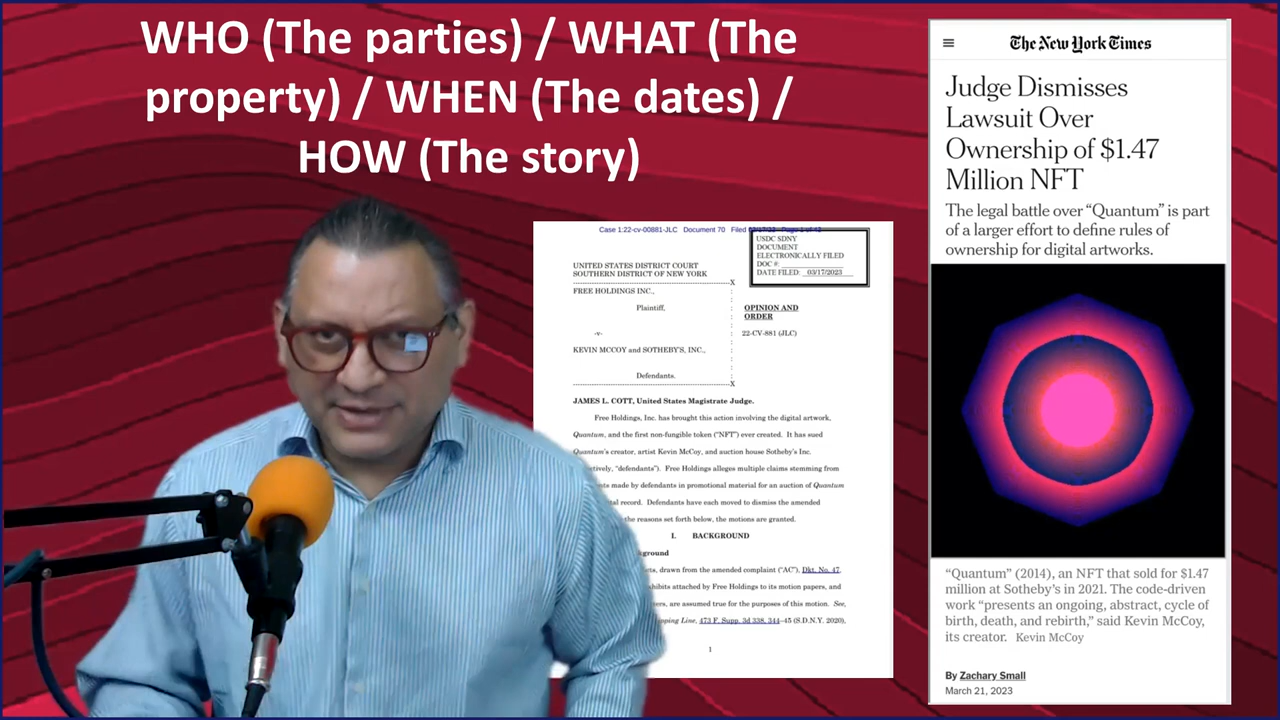 WHO (The parties) / WHAT (The
property) / WHEN (The dates) /
HOW (The story)
Case 1:22-cv-00881-JLC Document 70 Filed
USDC SDNY
DOCUMENT
ELECTRONICALLY FILED
DOC #:
DATE FILED: 03/17/2023
UNITED STATES DISTRICT COURT
SOUTHERN DISTRICT OF NEW YORK
FREE HOLDINGS INC.,
Plaintiff,
-v-
KEVIN MCCOY and SOTHEBY'S, INC.,
Defendants.
OPINION AND
ORDER
22-CV-881 (JLC)
JAMES L. COTT, United States Magistrate Judge.
Free Holdings, Inc. has brought this action involving the digital artwork,
Quantum, and the first non-fungible token ("NFT") ever created. It has sued
Quantum's creator, artist Kevin McCoy, and auction house Sotheby's Inc.
"defendants"). Free Holdings alleges multiple claims stemming from
made by defendants in promotional material for an auction of Quantum
record. Defendants have each moved to dismiss the amended
the reasons set forth below, the motions are granted.
I. BACKGROUND
drawn from the amended complaint ("AC"), Dkt. No. 47,
attached by Free Holdings to its motion papers, and
are assumed true for the purposes of this motion. See,
Line, 473 F. Supp. 3d 338, 344–45 (S.D.N.Y. 2020),
1
The New York Times
Judge Dismisses
Lawsuit Over
Ownership of $1.47
Million NFT
The legal battle over “Quantum” is part
of a larger effort to define rules of
ownership for digital artworks.
“Quantum” (2014), an NFT that sold for $1.47
million at Sotheby’s in 2021. The code-driven
work “presents an ongoing, abstract, cycle of
birth, death, and rebirth,” said Kevin McCoy,
its creator. Kevin McCoy
By Zachary Small
March 21, 2023